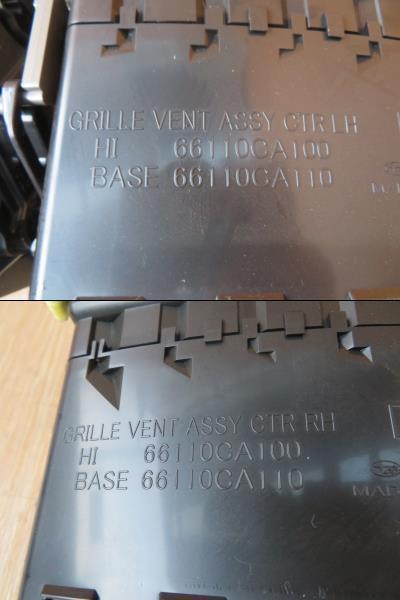 GRILLE VENT ASSY CTR LH
HI 66110CA100
BASE 66110CA110
GRILLE VENT ASSY CTR RH
HI 66110CA100.
BASE 66110CA110